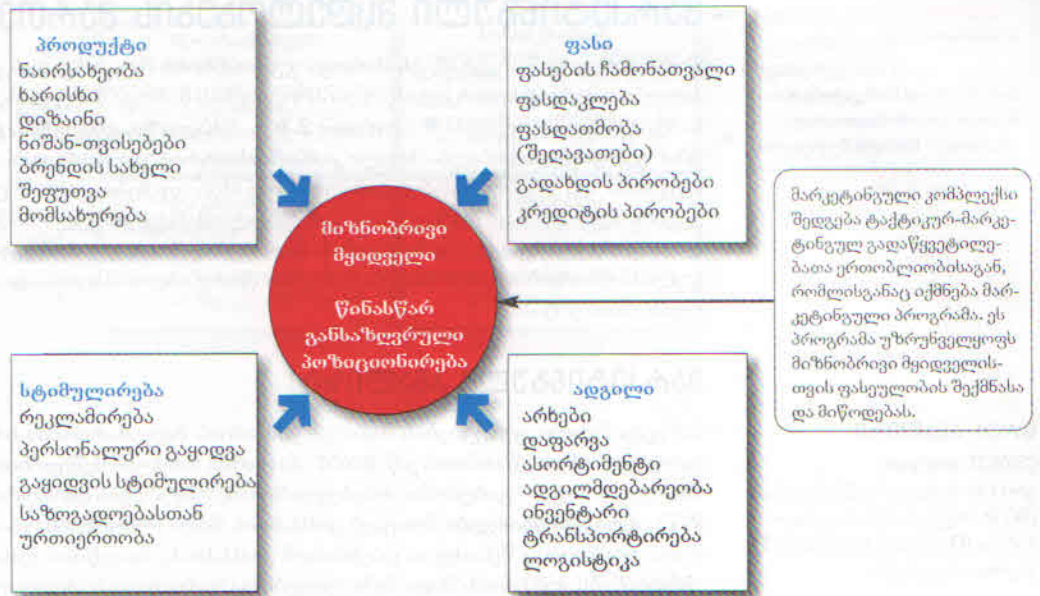 პროდუქტი
ნაირსახეობა
ხარისხი
დიზაინი
ნიშან-თვისებები
ბრენდის სახელი
შეფუთვა
მომსახურება
ფასი
ფასების ჩამონათვალი
ფასდაკლება
ფასდათმობა
(შეღავათები)
გადახდის პირობები
კრედიტის პირობები
მიზნობრივი
მყიდველი
წინასწარ
განსაზღვრული
პოზიციონირება
მარკეტინგული კომპლექსი
შედგება ტაქტიკურ-მარკე-
ტინგულ გადაწყვეტილე-
ბათა ერთობლიობისაგან,
რომლისგანაც იქმნება მარ-
კეტინგული პროგრამა. ეს
პროგრამა უზრუნველყოფს
მიზნობრივი მყიდველის-
თვის ფასეულობის შექმნასა
და მიწოდებას.
სტიმულირება
რეკლამირება
პერსონალური გაყიდვა
გაყიდვის სტიმულირება
საზოგადოებასთან
ურთიერთობა
ადგილი
არხები
დაფარვა
ასორტიმენტი
ადგილმდებარეობა
ინვენტარი
ტრანსპორტირება
ლოგისტიკა